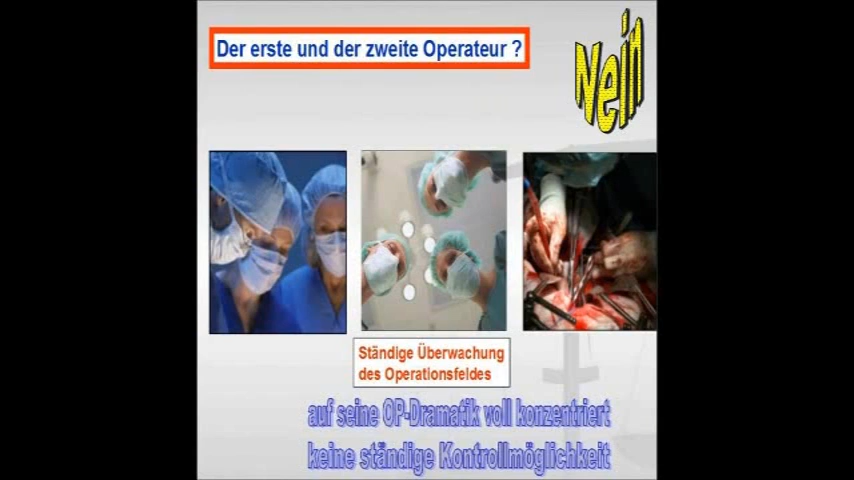 Der erste und der zweite Operateur ?
Nein
Ständige Überwachung
des Operationsfeldes
auf seine OP-Dramatik voll konzentriert
keine ständige Kontrollmöglichkeit